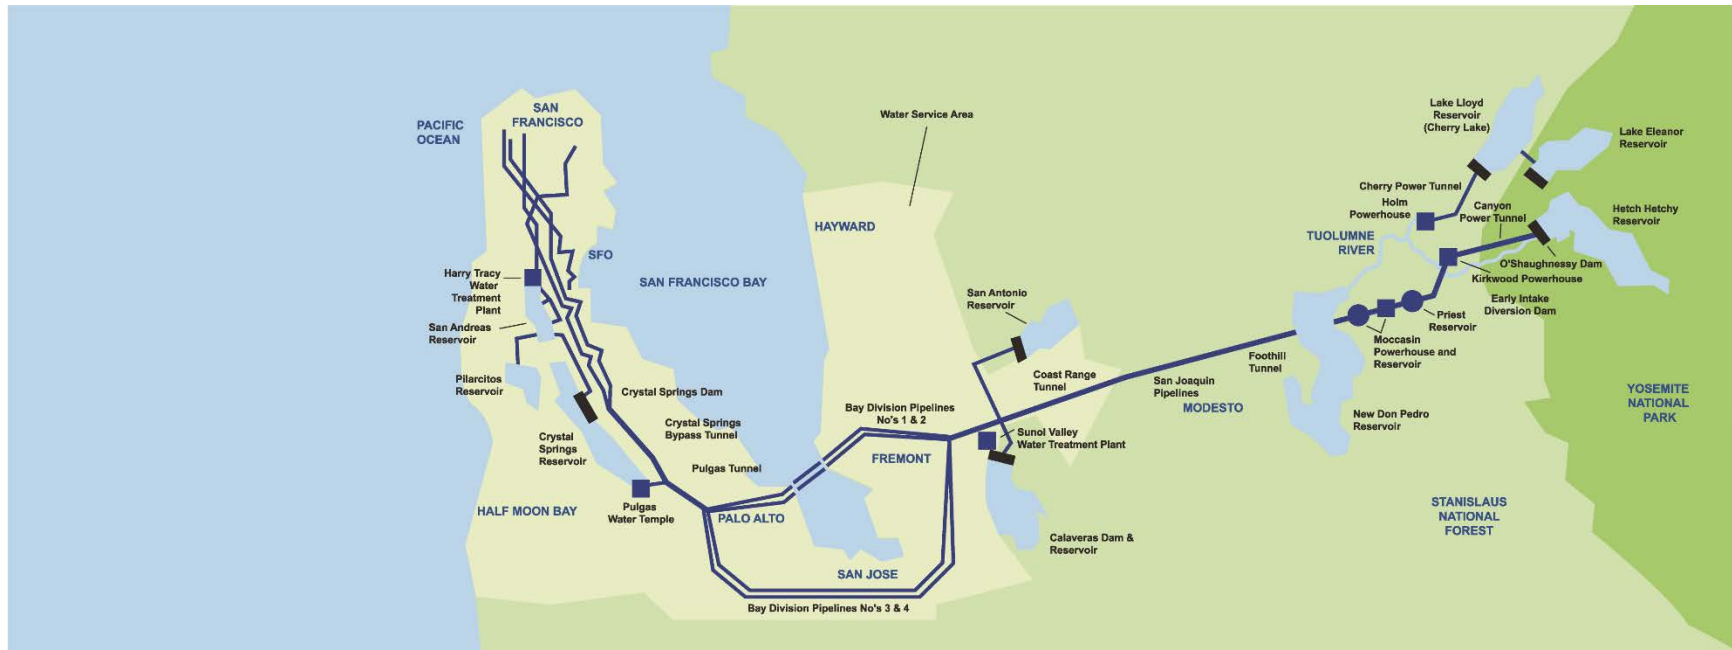 SAN
FRANCISCO
PACIFIC
OCEAN
Water Service Area
Lake Lloyd
Reservoir
(Cherry Lake)
Lake Eleanor
Reservoir
Cherry Power Tunnel
Holm
Powerhouse
Canyon
Power Tunnel
Hetch Hetchy
Reservoir
HAYWARD
TUOLUMNE
RIVER
SFO
O'Shaughnessy Dam
Kirkwood Powerhouse
Harry Tracy
Water
Treatment
Plant
SAN FRANCISCO BAY
San Antonio
Reservoir
Early Intake
Diversion Dam
Priest
Reservoir
San Andreas
Reservoir
Moccasin
Powerhouse and
Reservoir
Foothill
Tunnel
Pilarcitos
Reservoir
Coast Range
Tunnel
San Joaquin
Pipelines
Crystal Springs Dam
MODESTO
YOSEMITE
NATIONAL
PARK
Bay Division Pipelines
No's 1 & 2
New Don Pedro
Reservoir
Crystal Springs
Bypass Tunnel
Crystal
Springs
Reservoir
Sunol Valley
Water Treatment Plant
FREMONT
Pulgas Tunnel
HALF MOON BAY
Pulgas
Water Temple
PALO ALTO
STANISLAUS
NATIONAL
FOREST
Calaveras Dam &
Reservoir
SAN JOSE
Bay Division Pipelines No's 3 & 4